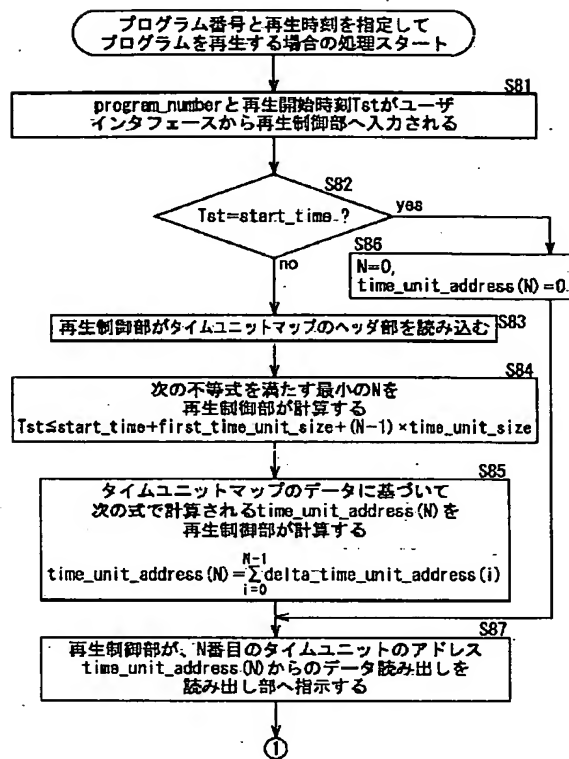 プログラム番号と再生時刻を指定して
プログラムを再生する場合の処理スタート
S81
program_numberと再生開始時刻Tstがユーザ
インタフェースから再生制御部へ入力される
S82
Tst=start_time ?
yes
no
S86
N=0,
time_unit_address(N)=0
再生制御部がタイムユニットマップのヘッダ部を読み込む
S83
S84
次の不等式を満たす最小のNを
再生制御部が計算する
Tst≤start_time+first_time_unit_size+(N-1)×time_unit_size
S85
タイムユニットマップのデータに基づいて
次の式で計算されるtime_unit_address(N)を
再生制御部が計算する
N-1
time_unit_address(N)=Σdelta_time_unit_address(i)
i=0
S87
再生制御部が、N番目のタイムユニットのアドレス
time_unit_address(N)からのデータ読み出しを
読み出し部へ指示する
①